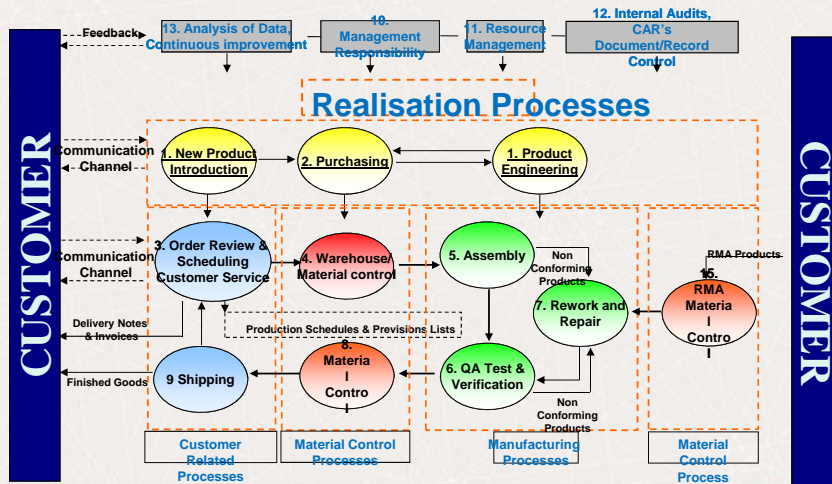 13. Analysis of Data,
Continuous improvement
10.
Management
Responsibility
11. Resource
Management
12. Internal Audits,
CAR's
Document/Record
Control
Feedback
CUSTOMER
CUSTOMER
Realisation Processes
Communication
Channel
1. New Product
Introduction
2. Purchasing
1. Product
Engineering
Communication
Channel
3. Order Review &
Scheduling
Customer Service
4. Warehouse/
Material control
5. Assembly
Non
Conforming
Products
7. Rework and
Repair
RMA Products
15.
RMA
Materia
l
Contro
l
Delivery Notes
& Invoices
Production Schedules & Previsions Lists
Finished Goods
9 Shipping
8.
Materia
l
Contro
l
6. QA Test &
Verification
Non
Conforming
Products
Customer
Related
Processes
Material Control
Processes
Manufacturing
Processes
Material
Control
Process